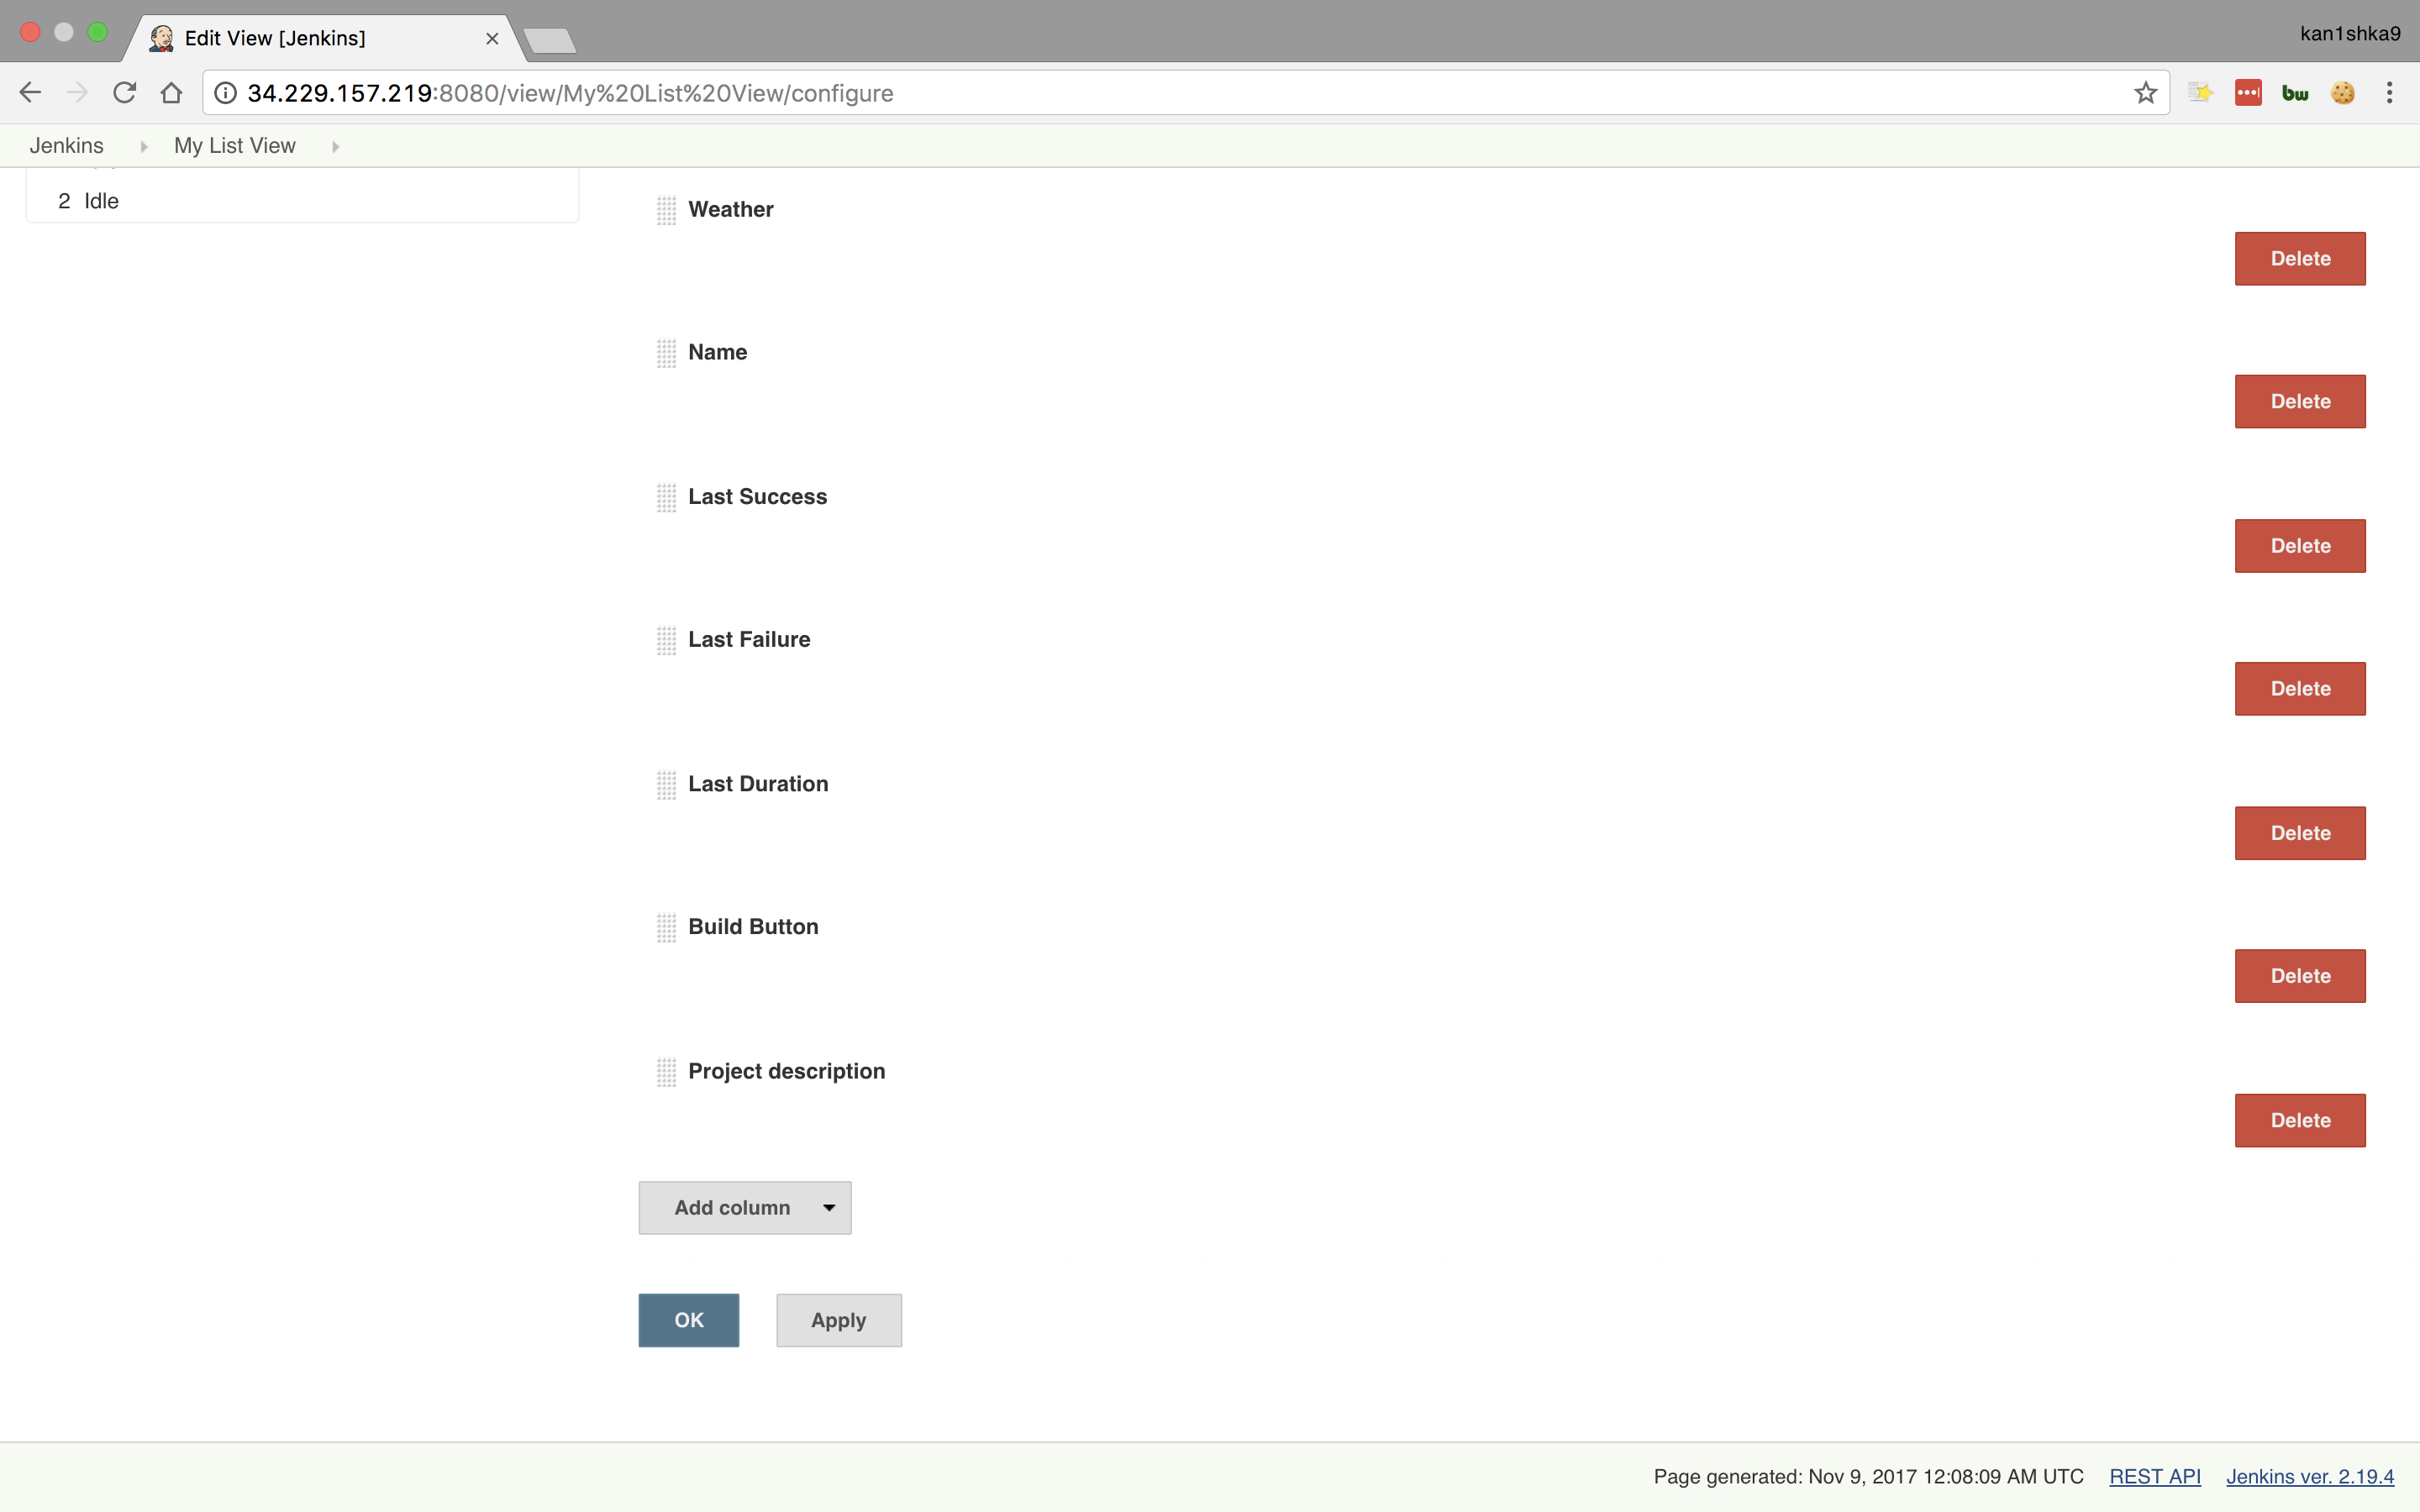 Edit View [Jenkins]
kan1shka9
34.229.157.219:8080/view/My%20List%20View/configure
bw
Jenkins
My List View
2 Idle
Weather
Delete
Name
Delete
Last Success
Delete
Last Failure
Delete
Last Duration
Delete
Build Button
Delete
Project description
Delete
Add column
OK
Apply
Page generated: Nov 9, 2017 12:08:09 AM UTC
REST API
Jenkins ver. 2.19.4